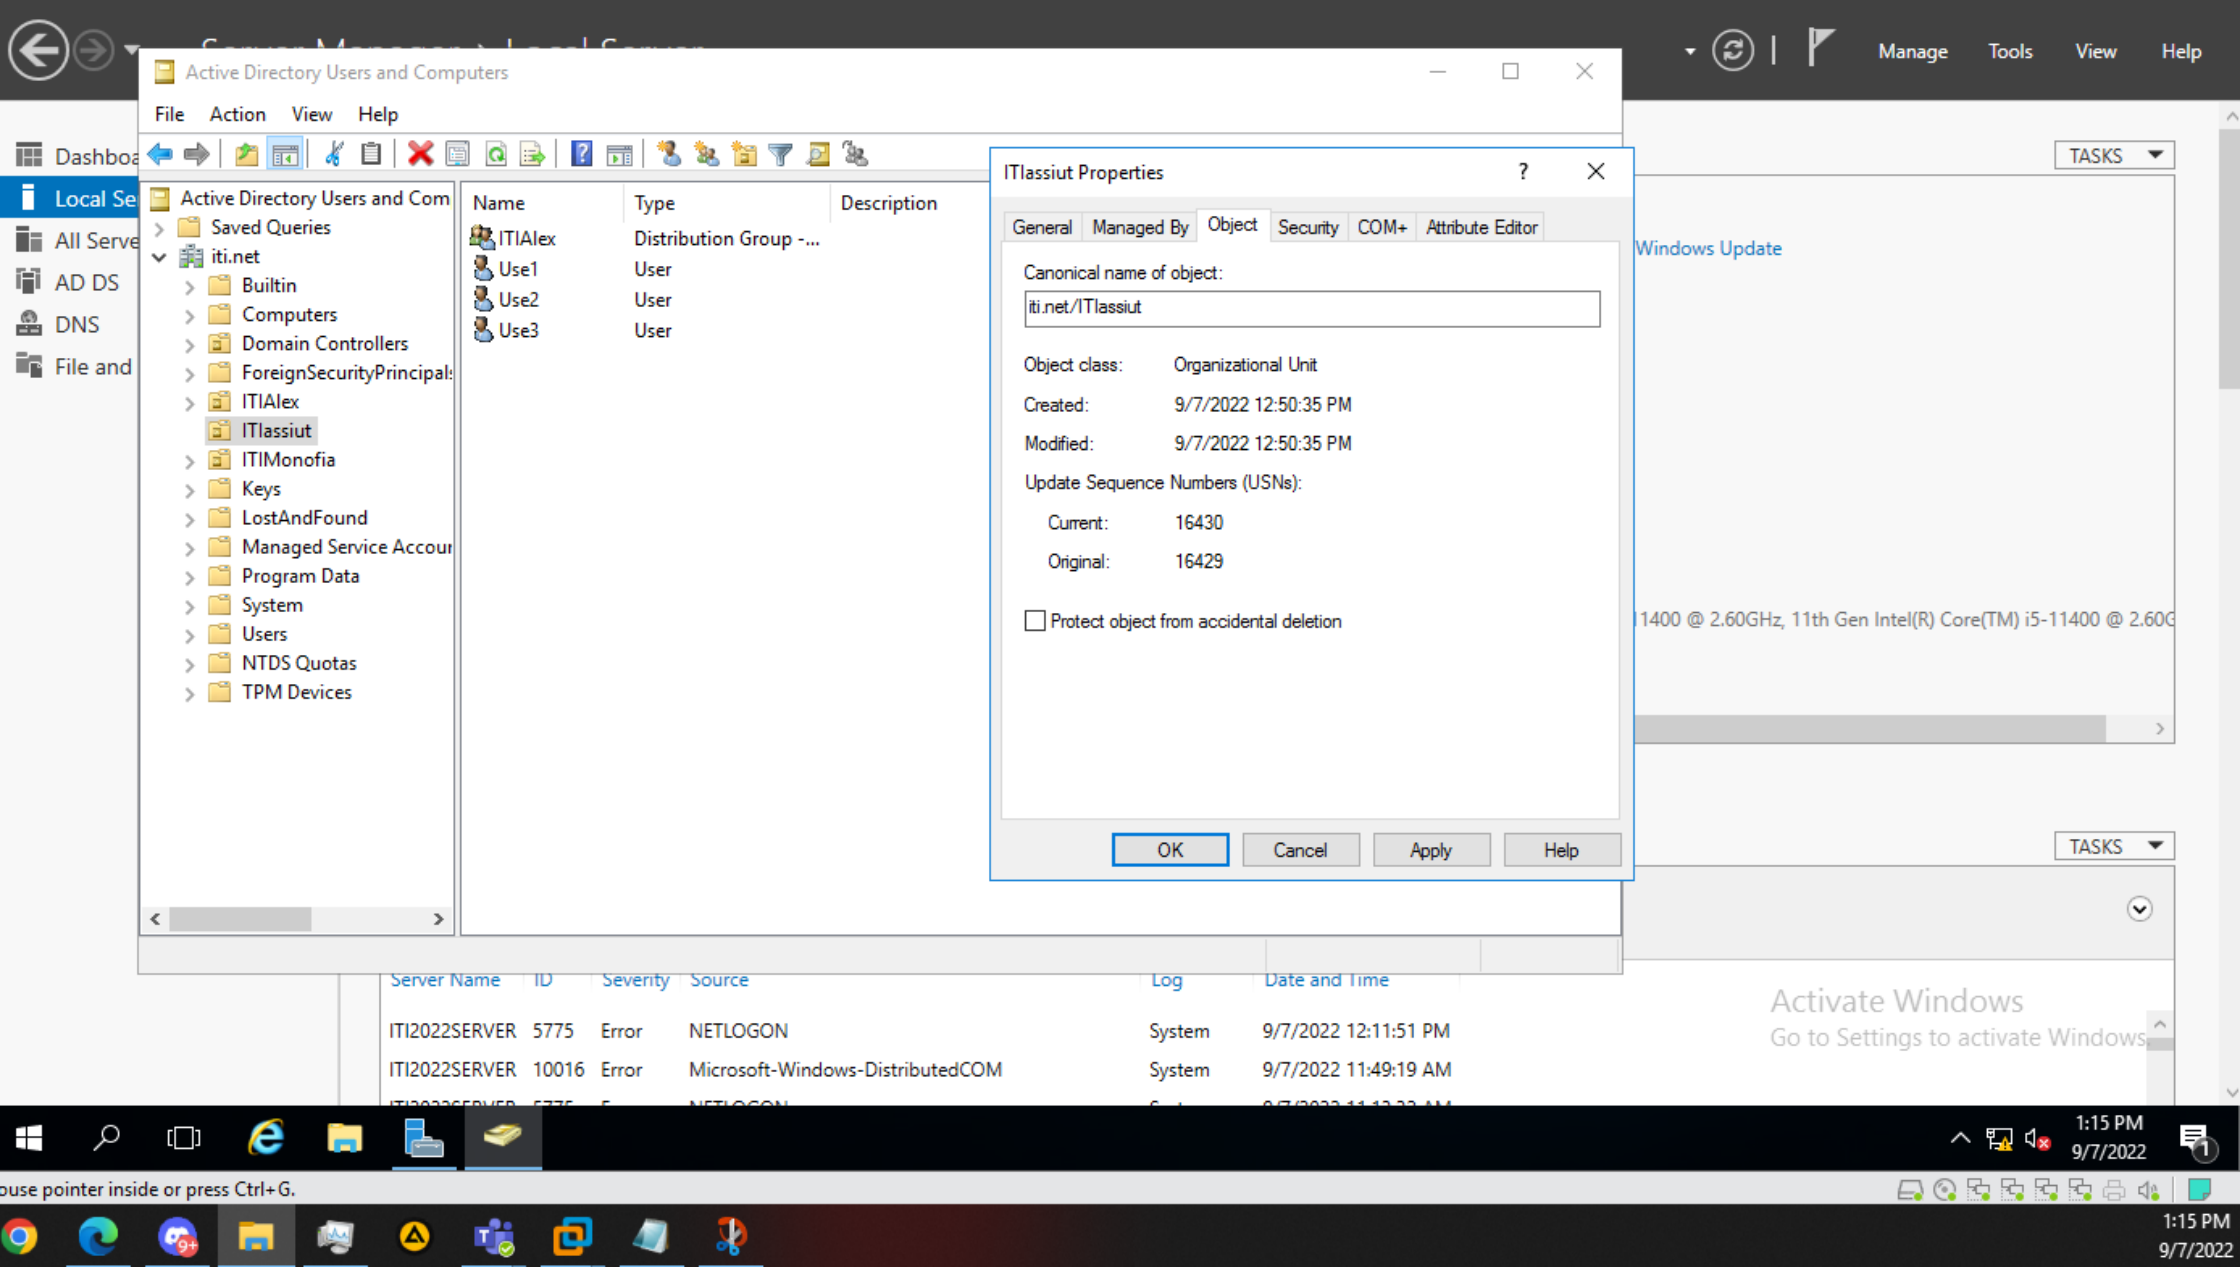 Server Manager › Local Server
Manage Tools View Help
Active Directory Users and Computers
File Action View Help
Dashboa
Local Se
All Serve
AD DS
DNS
File and
Active Directory Users and Com
Saved Queries
iti.net
Builtin
Computers
Domain Controllers
ForeignSecurityPrincipals
ITIAlex
ITIassiut
ITIMonofia
Keys
LostAndFound
Managed Service Accour
Program Data
System
Users
NTDS Quotas
TPM Devices
Name Type Description
ITIAlex Distribution Group -...
Use1 User
Use2 User
Use3 User
ITIassiut Properties ?
General Managed By Object Security COM+ Attribute Editor
Canonical name of object:
iti.net/ITIassiut
Object class: Organizational Unit
Created: 9/7/2022 12:50:35 PM
Modified: 9/7/2022 12:50:35 PM
Update Sequence Numbers (USNs):
Current: 16430
Original: 16429
Protect object from accidental deletion
OK Cancel Apply Help
TASKS
Windows Update
11400 @ 2.60GHz, 11th Gen Intel(R) Core(TM) i5-11400 @ 2.60G
TASKS
Server Name ID Severity Source Log Date and Time
ITI2022SERVER 5775 Error NETLOGON System 9/7/2022 12:11:51 PM
ITI2022SERVER 10016 Error Microsoft-Windows-DistributedCOM System 9/7/2022 11:49:19 AM
Activate Windows
Go to Settings to activate Windows.
1:15 PM
9/7/2022
1
ouse pointer inside or press Ctrl+G.
9+
1:15 PM
9/7/2022